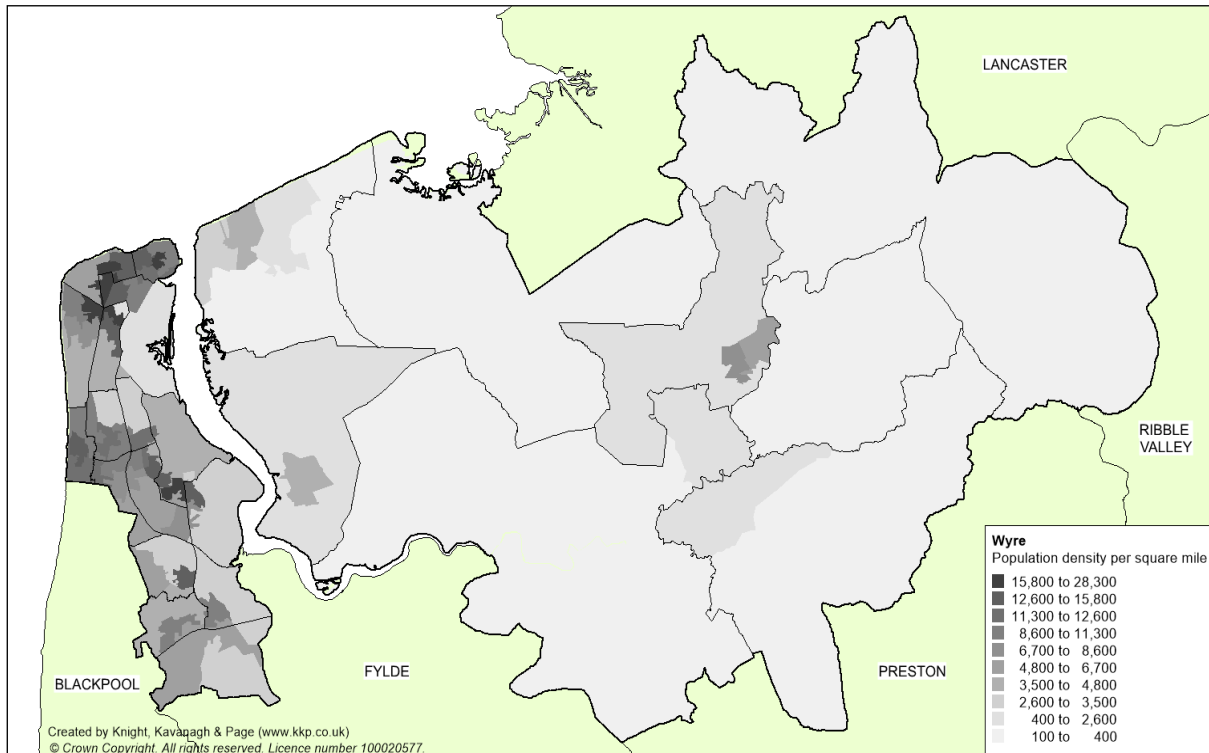 LANCASTER
RIBBLE
VALLEY
BLACKPOOL
FYLDE
PRESTON
Wyre
Population density per square mile
15,800 to 28,300
12,600 to 15,800
11,300 to 12,600
8,600 to 11,300
6,700 to 8,600
4,800 to 6,700
3,500 to 4,800
2,600 to 3,500
400 to 2,600
100 to 400
Created by Knight, Kavanagh & Page (www.kkp.co.uk)
© Crown Copyright. All rights reserved. Licence number 100020577.